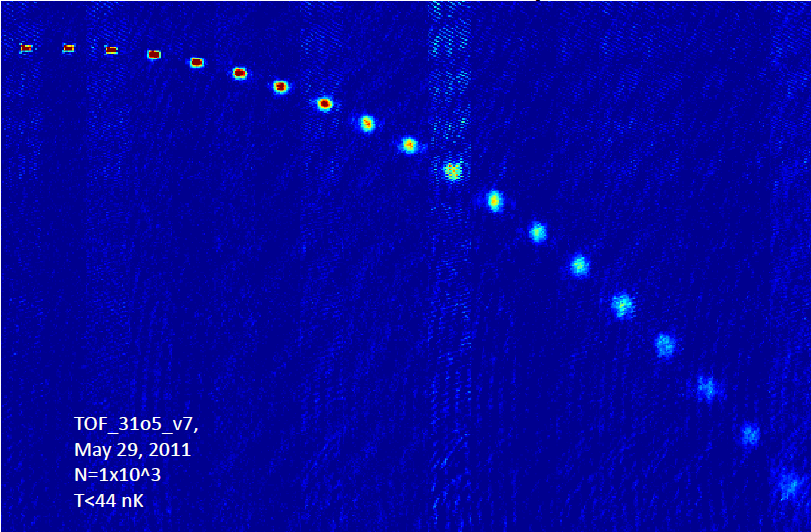 TOF_31o5_v7,
May 29, 2011
N=1x10^3
T<44 nK